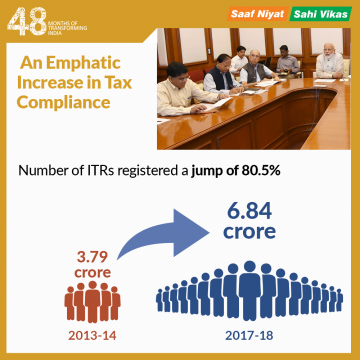 48 MONTHS OF
TRANSFORMING
INDIA
Saaf Niyat Sahi Vikas
An Emphatic
Increase in Tax
Compliance
Number of ITRs registered a jump of 80.5%
6.84
crore
3.79
crore
2013-14 2017-18